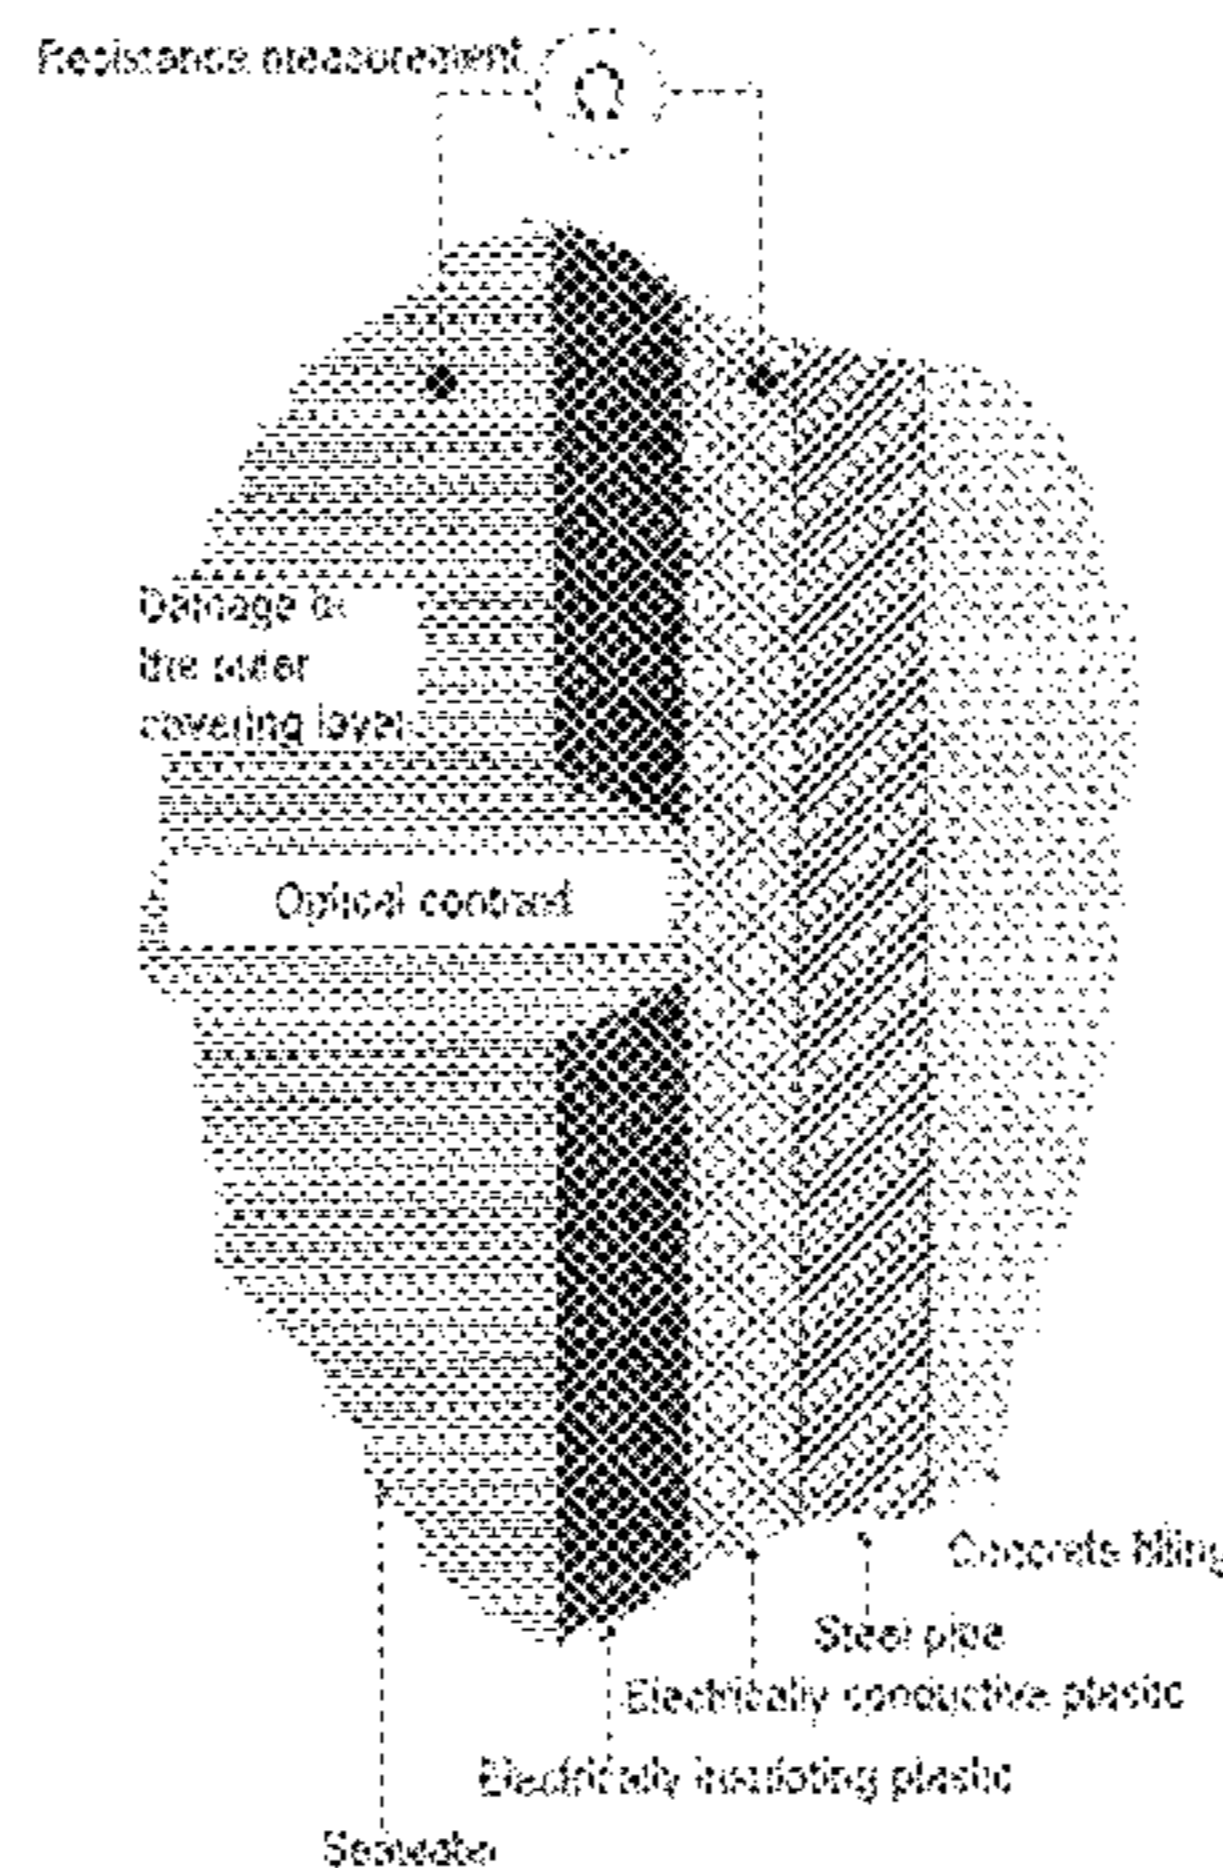 Resistance measurement
Ω
Damage of
the outer
covering layer
Optical contrast
Concrete filling
Steel pipe
Electrically conductive plastic
Electrically insulating plastic
Seawater